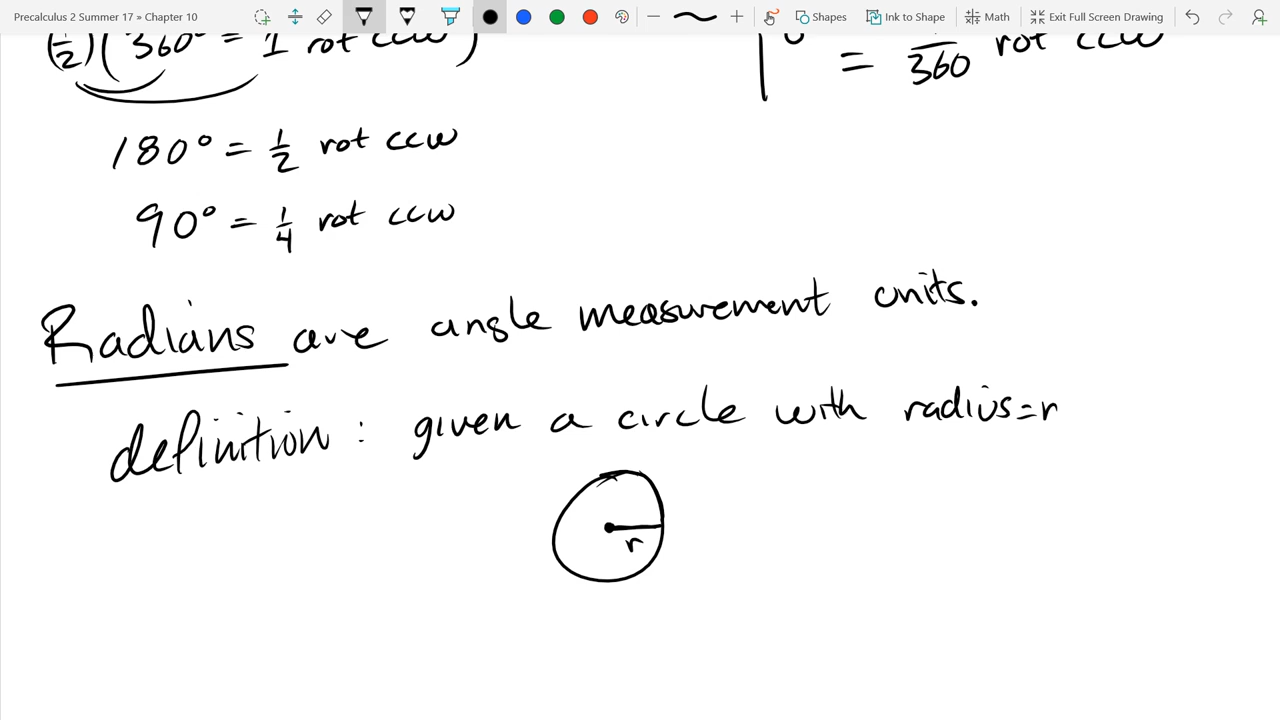 Precalculus 2 Summer 17 » Chapter 10
Shapes
Ink to Shape
Math
Exit Full Screen Drawing
(1/2)(360° = 1 rot ccw)
= 1/360 rot ccw
180° = 1/2 rot ccw
90° = 1/4 rot ccw
Radians are angle measurement units.
definition: given a circle with radius=r
r